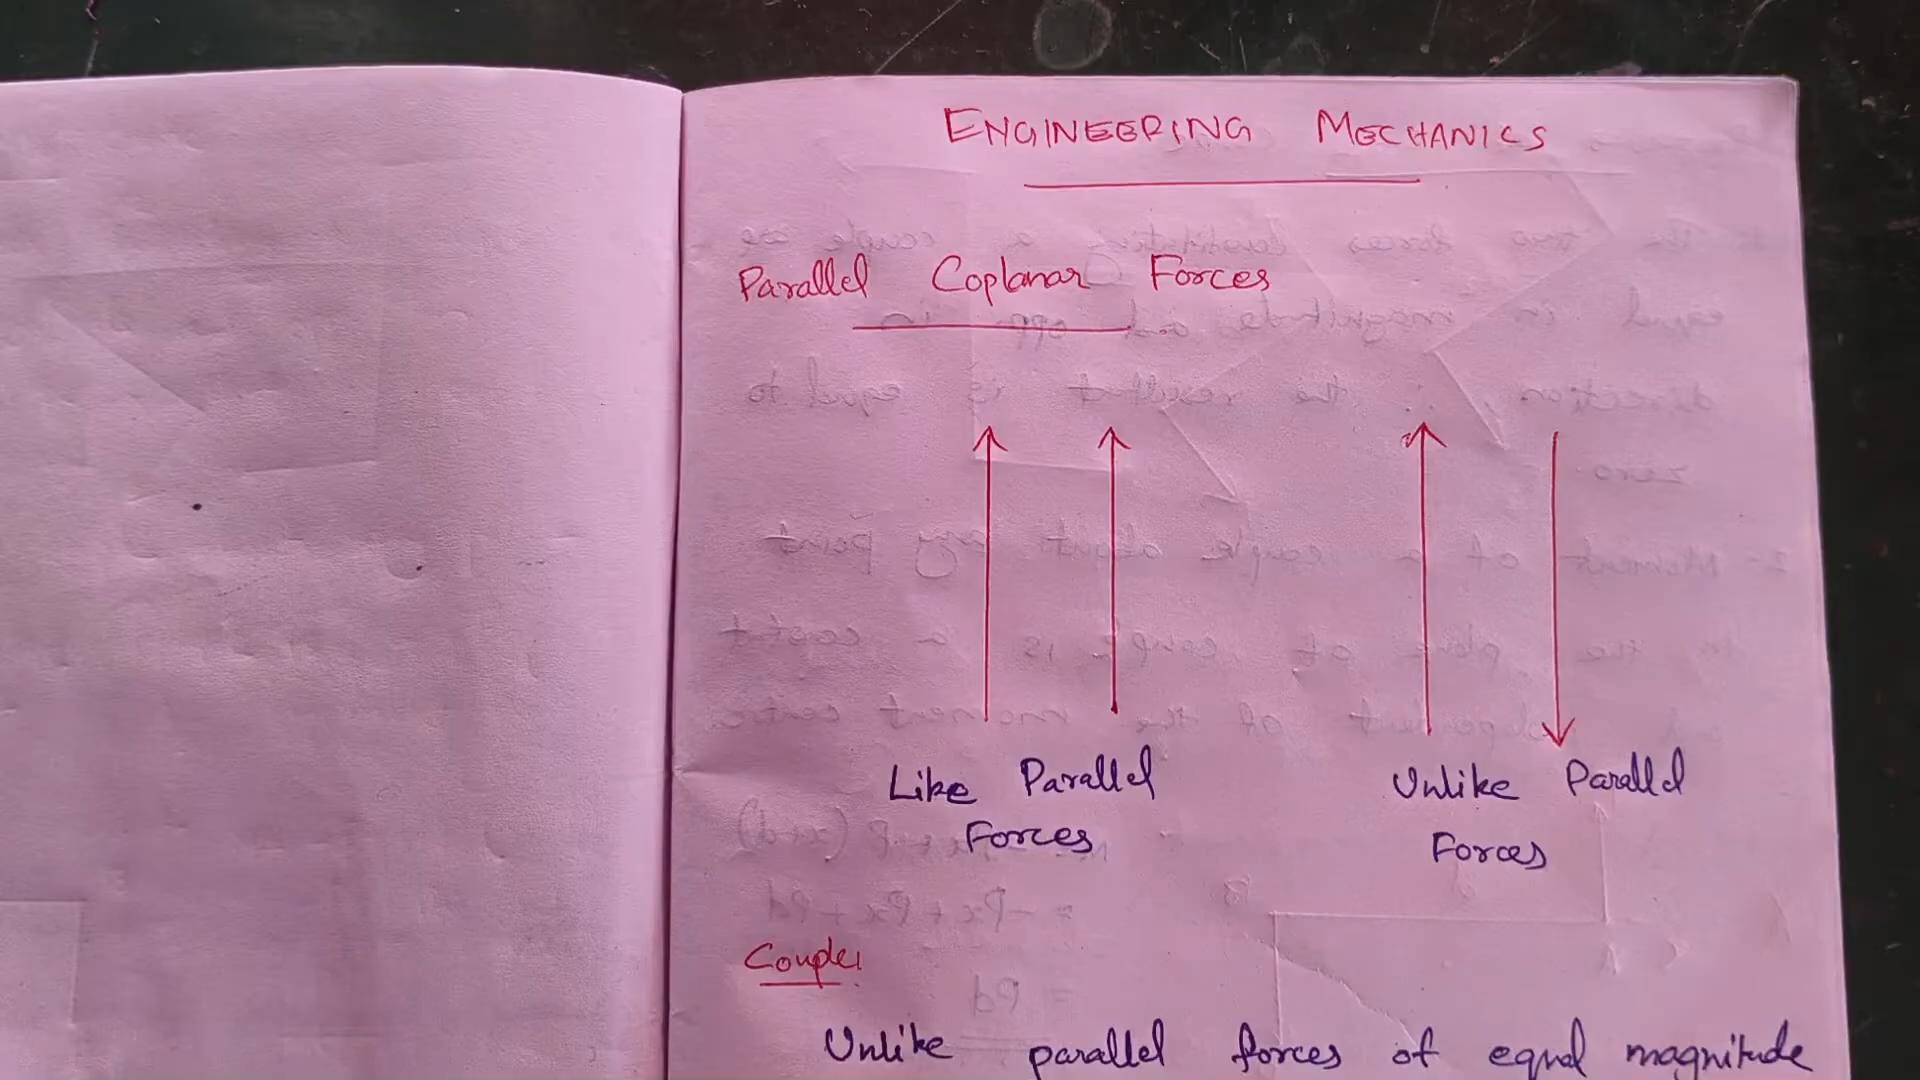 ENGINEERING MECHANICS
Parallel Coplanar Forces
Like Parallel Forces
Unlike Parallel Forces
Couple:
Unlike parallel forces of equal magnitude